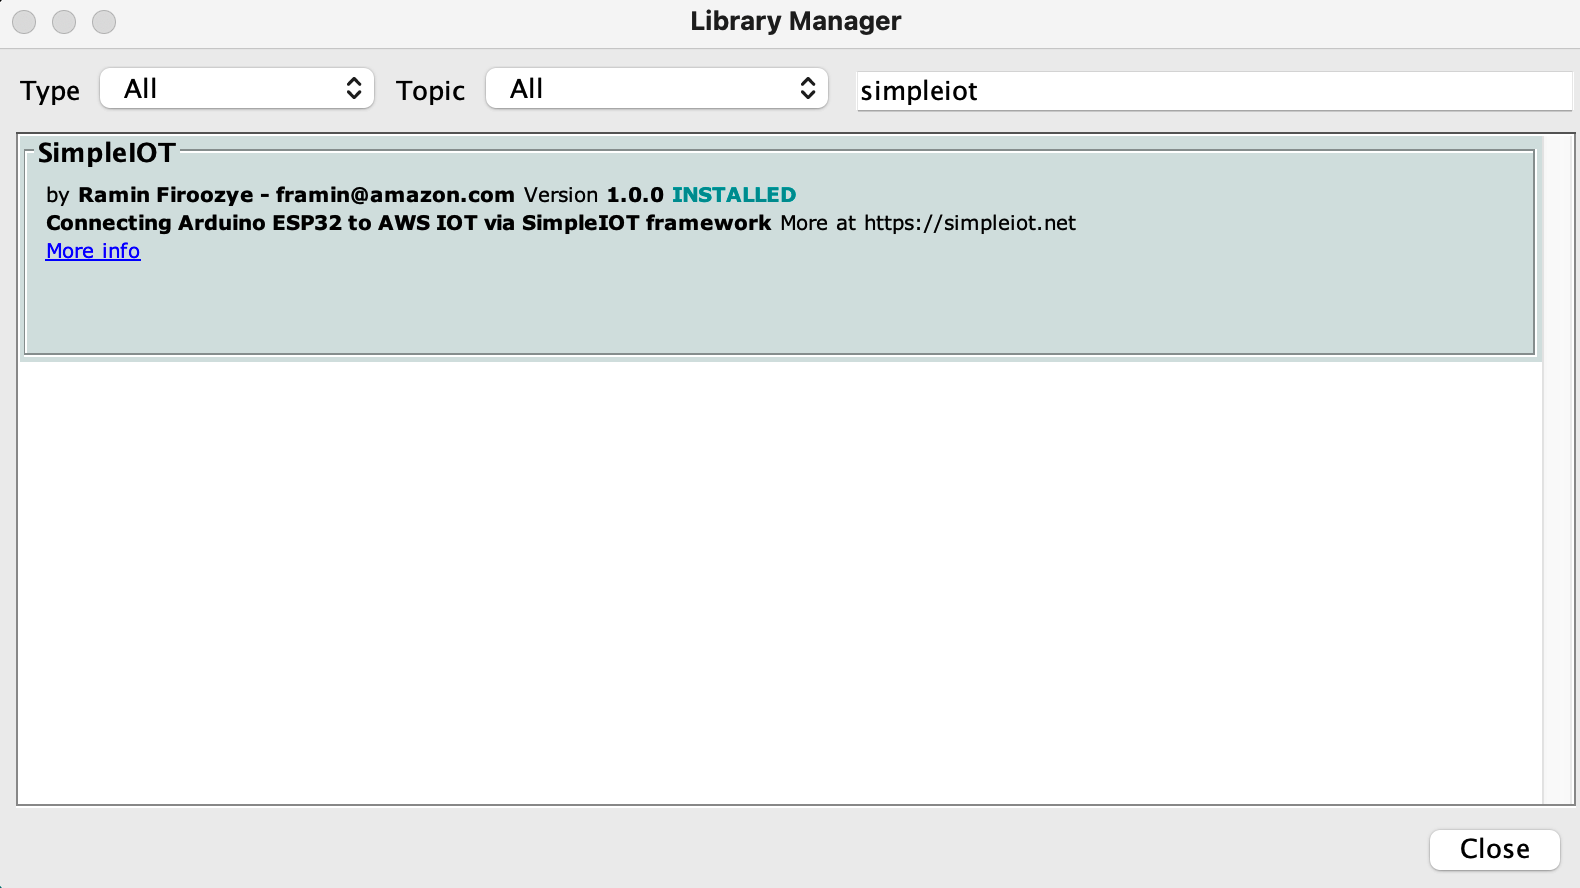 Library Manager
Type All Topic All simpleiot
SimpleIOT
by Ramin Firoozye - framin@amazon.com Version 1.0.0 INSTALLED
Connecting Arduino ESP32 to AWS IOT via SimpleIOT framework More at https://simpleiot.net
More info
Close